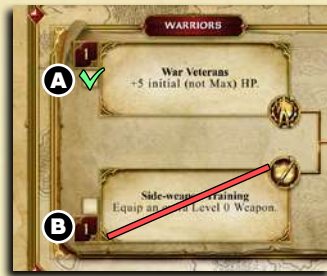 WARRIORS
1
A
War Veterans
+5 initial (not Max) HP.
Side-weapon Training
Equip an extra Level 0 Weapon.
B
1